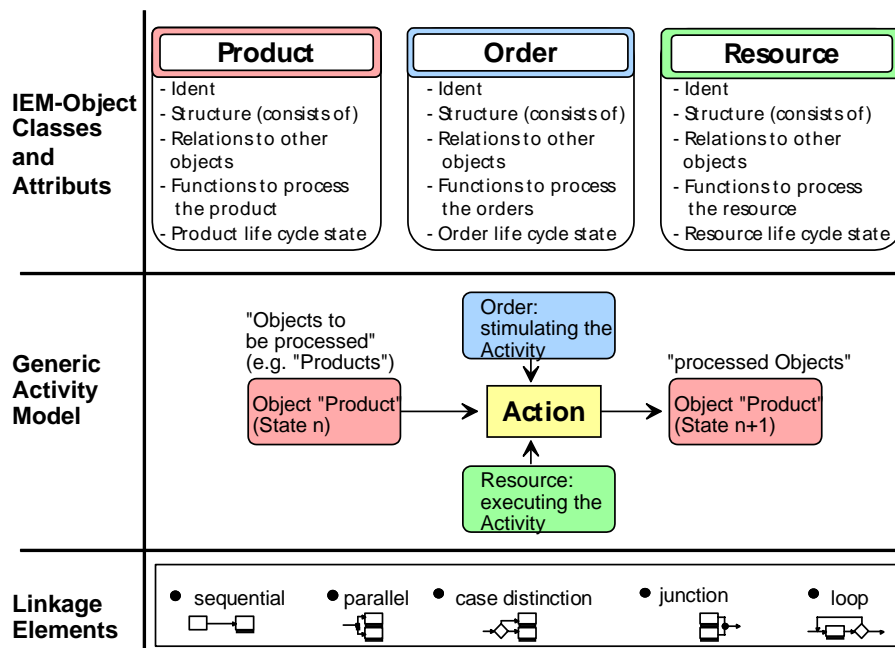 IEM-Object
Classes
and
Attributs
Product
- Ident
- Structure (consists of)
- Relations to other
objects
- Functions to process
the product
- Product life cycle state
Order
- Ident
- Structure (consists of)
- Relations to other
objects
- Functions to process
the orders
- Order life cycle state
Resource
- Ident
- Structure (consists of)
- Relations to other
objects
- Functions to process
the resource
- Resource life cycle state
Generic
Activity
Model
"Objects to
be processed"
(e.g. "Products")
Object "Product"
(State n)
Order:
stimulating the
Activity
Action
Resource:
executing the
Activity
"processed Objects"
Object "Product"
(State n+1)
Linkage
Elements
• sequential
• parallel
• case distinction
• junction
• loop